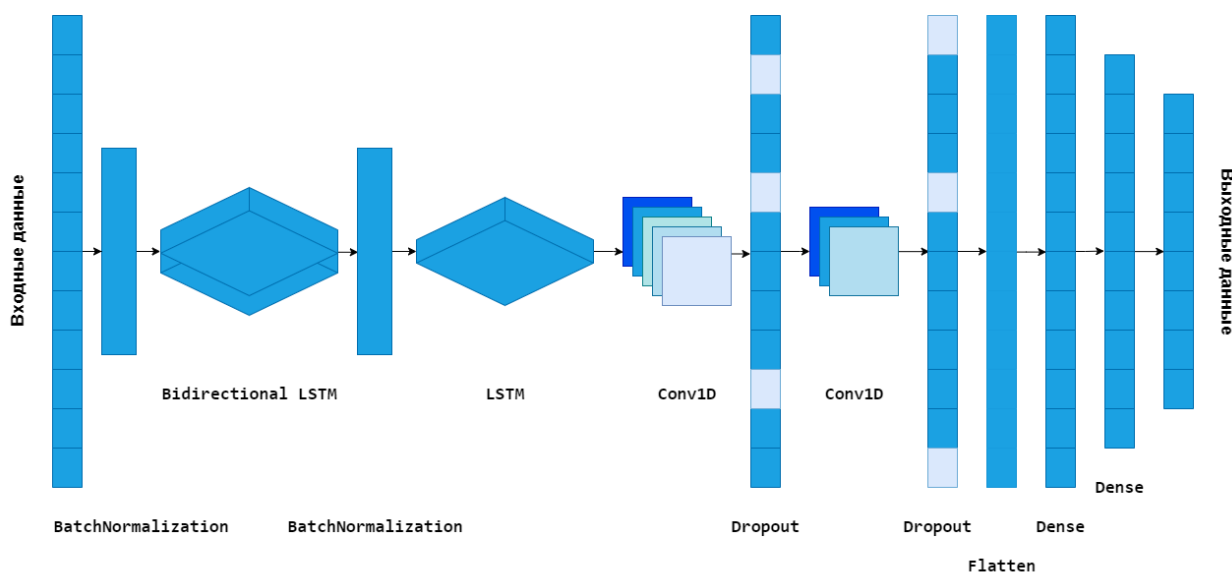 Входные данные
Выходные данные
Bidirectional LSTM
LSTM
Conv1D
Conv1D
Dense
BatchNormalization
BatchNormalization
Dropout
Dropout
Dense
Flatten